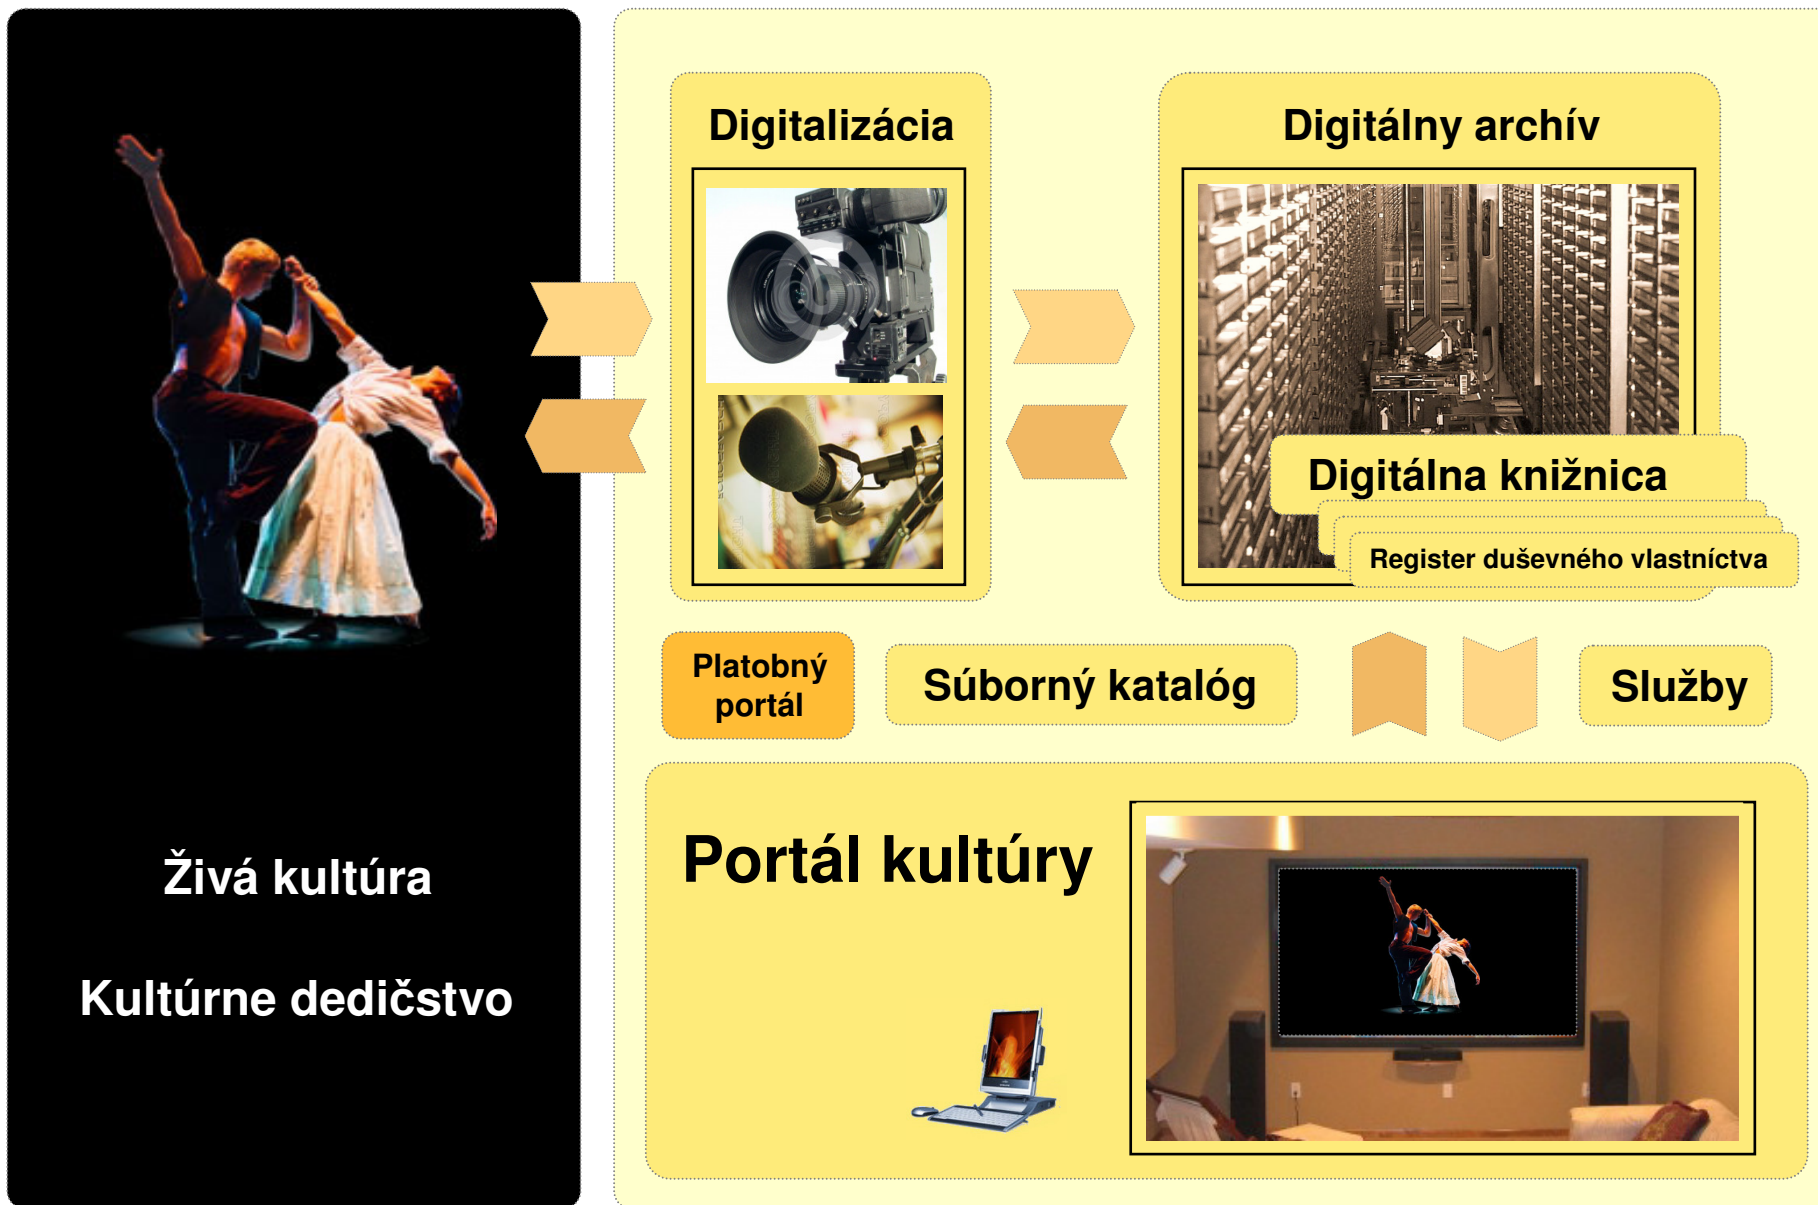 Živá kultúra
Kultúrne dedičstvo
Digitalizácia
Digitálny archív
Digitálna knižnica
Register duševného vlastníctva
Platobný
portál
Súborný katalóg
Služby
Portál kultúry